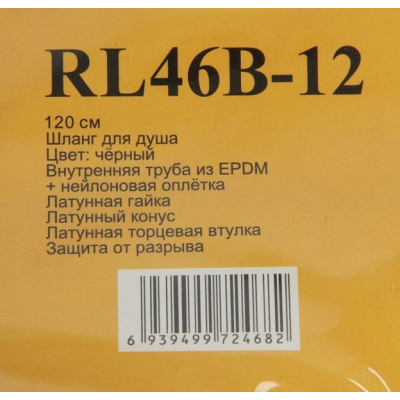 RL46B-12
120 см
Шланг для душа
Цвет: чёрный
Внутренняя труба из EPDM
+ нейлоновая оплётка
Латунная гайка
Латунный конус
Латунная торцевая втулка
Защита от разрыва
6 939499 724682